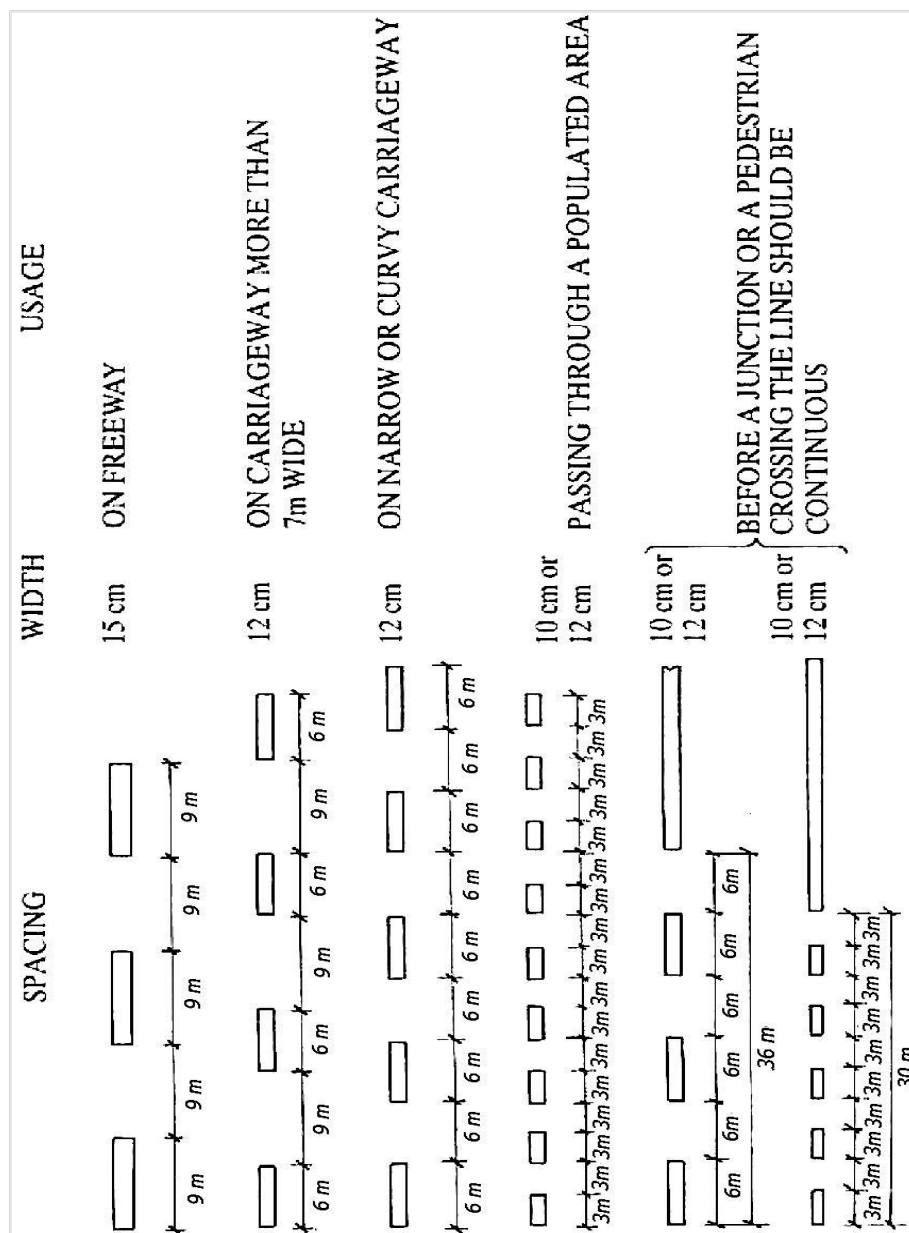 SPACING WIDTH USAGE
15 cm ON FREEWAY
9 m 9 m 9 m 9 m 9 m
12 cm ON CARRIAGEWAY MORE THAN
7m WIDE
6 m 9 m 6 m 9 m 6 m 9 m 6 m
12 cm ON NARROW OR CURVY CARRIAGEWAY
6 m 6 m 6 m 6 m 6 m 6 m 6 m 6 m 6 m
10 cm or
12 cm PASSING THROUGH A POPULATED AREA
3m 3m 3m 3m 3m 3m 3m 3m 3m 3m 3m 3m 3m 3m 3m 3m 3m
10 cm or
12 cm
6m 6m 6m 6m 6m 6m
36 m
BEFORE A JUNCTION OR A PEDESTRIAN
CROSSING THE LINE SHOULD BE
CONTINUOUS
10 cm or
12 cm
3m 3m 3m 3m 3m 3m 3m 3m 3m 3m
30 m